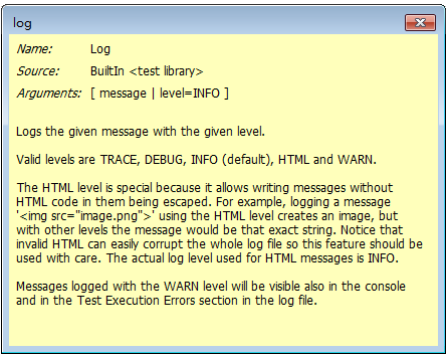 log
Name: Log
Source: BuiltIn <test library>
Arguments: [ message | level=INFO ]
Logs the given message with the given level.
Valid levels are TRACE, DEBUG, INFO (default), HTML and WARN.
The HTML level is special because it allows writing messages without
HTML code in them being escaped. For example, logging a message
'<img src="image.png">' using the HTML level creates an image, but
with other levels the message would be that exact string. Notice that
invalid HTML can easily corrupt the whole log file so this feature should be
used with care. The actual log level used for HTML messages is INFO.
Messages logged with the WARN level will be visible also in the console
and in the Test Execution Errors section in the log file.